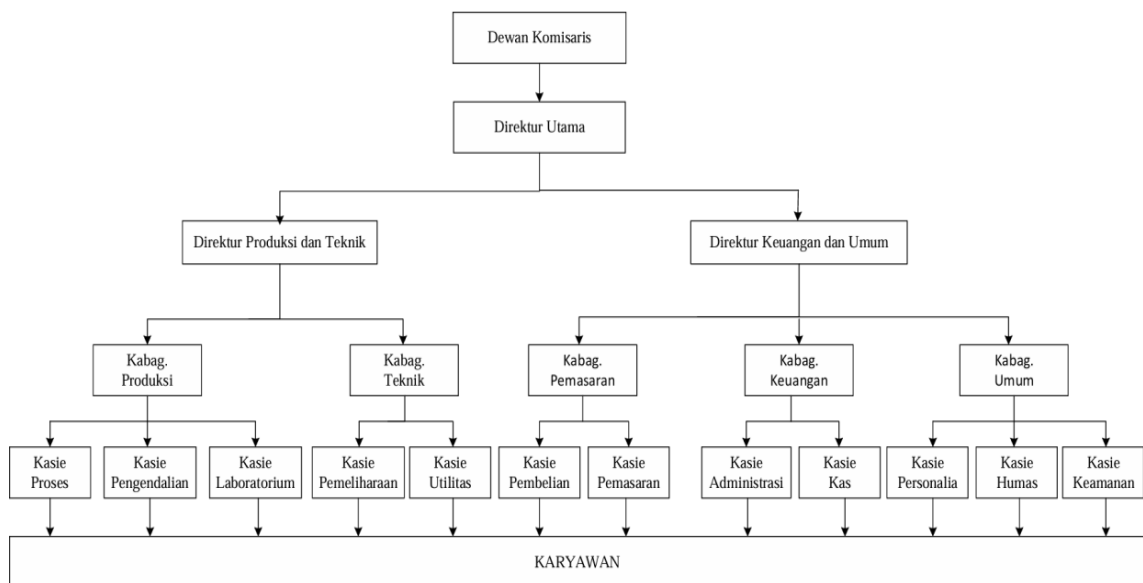 Dewan Komisaris
Direktur Utama
Direktur Produksi dan Teknik
Direktur Keuangan dan Umum
Kabag.
Produksi
Kabag.
Teknik
Kabag.
Pemasaran
Kabag.
Keuangan
Kabag.
Umum
Kasie
Proses
Kasie
Pengendalian
Kasie
Laboratorium
Kasie
Pemeliharaan
Kasie
Utilitas
Kasie
Pembelian
Kasie
Pemasaran
Kasie
Administrasi
Kasie
Kas
Kasie
Personalia
Kasie
Humas
Kasie
Keamanan
KARYAWAN